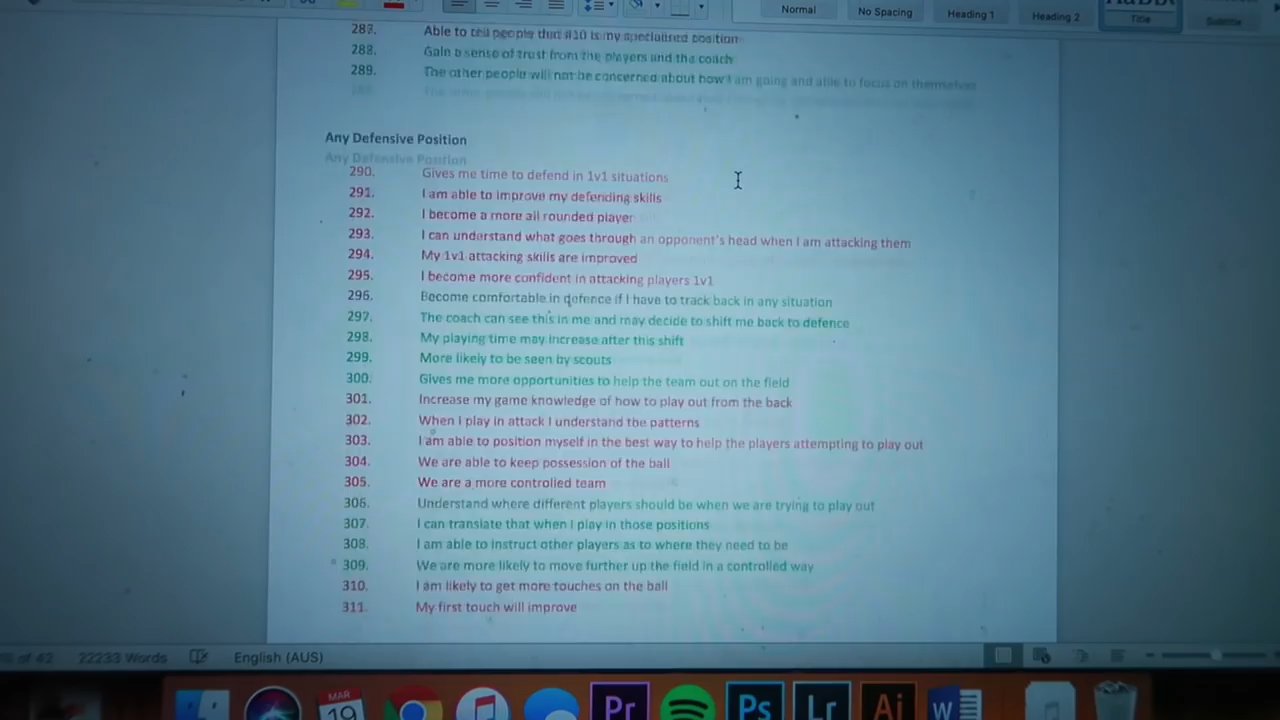 Normal No Spacing Heading 1 Heading 2 Title Subtitle
287. Able to tell people that #10 is my specialised position
288. Gain a sense of trust from the players and the coach
289. The other people will not be concerned about how I am going and able to focus on themselves
Any Defensive Position
290. Gives me time to defend in 1v1 situations
291. I am able to improve my defending skills
292. I become a more all rounded player
293. I can understand what goes through an opponent's head when I am attacking them
294. My 1v1 attacking skills are improved
295. I become more confident in attacking players 1v1
296. Become comfortable in defence if I have to track back in any situation
297. The coach can see this in me and may decide to shift me back to defence
298. My playing time may increase after this shift
299. More likely to be seen by scouts
300. Gives me more opportunities to help the team out on the field
301. Increase my game knowledge of how to play out from the back
302. When I play in attack I understand the patterns
303. I am able to position myself in the best way to help the players attempting to play out
304. We are able to keep possession of the ball
305. We are a more controlled team
306. Understand where different players should be when we are trying to play out
307. I can translate that when I play in those positions
308. I am able to instruct other players as to where they need to be
309. We are more likely to move further up the field in a controlled way
310. I am likely to get more touches on the ball
311. My first touch will improve
of 42 22233 Words English (AUS)
MAR
19 Pr Ps Lr Ai W